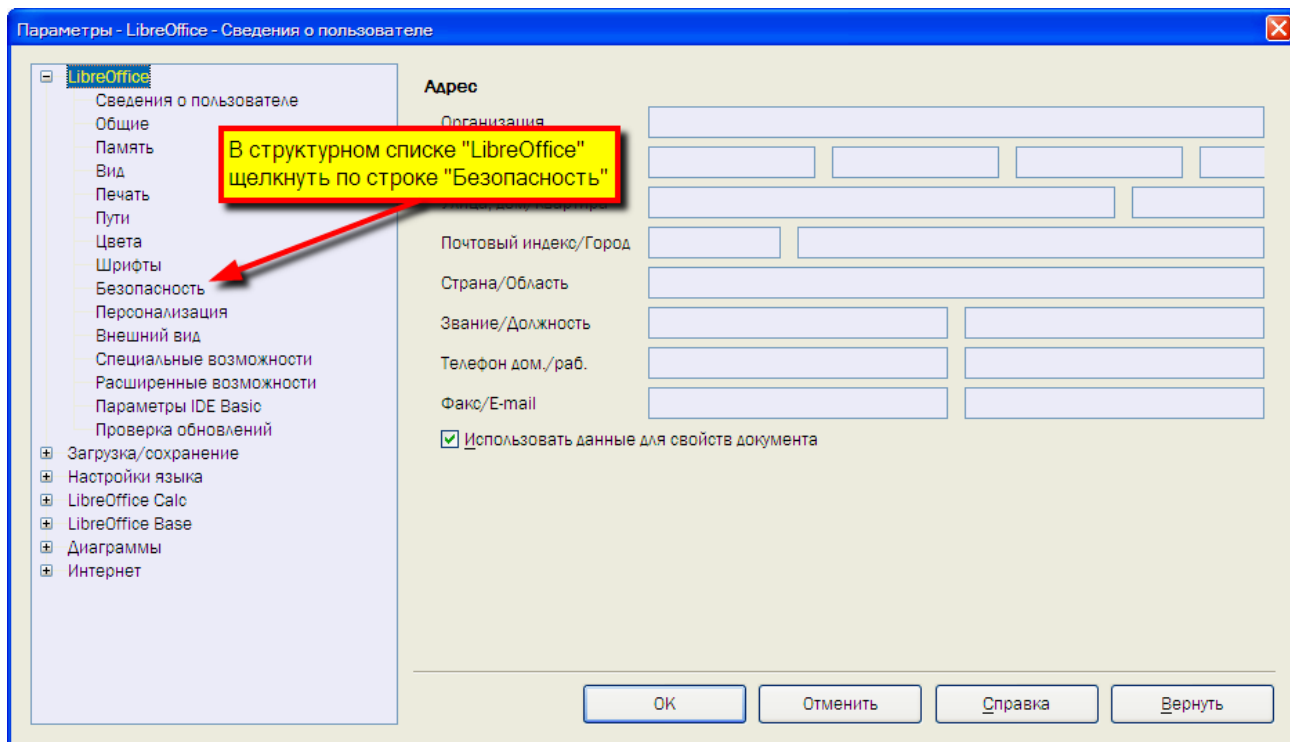 Параметры - LibreOffice - Сведения о пользователе
LibreOffice
Сведения о пользователе
Общие
Память
Вид
Печать
Пути
Цвета
Шрифты
Безопасность
Персонализация
Внешний вид
Специальные возможности
Расширенные возможности
Параметры IDE Basic
Проверка обновлений
Загрузка/сохранение
Настройки языка
LibreOffice Calc
LibreOffice Base
Диаграммы
Интернет
В структурном списке "LibreOffice"
щелкнуть по строке "Безопасность"
Адрес
Организация
Почтовый индекс/Город
Страна/Область
Звание/Должность
Телефон дом./раб.
Факс/E-mail
Использовать данные для свойств документа
OK
Отменить
Справка
Вернуть